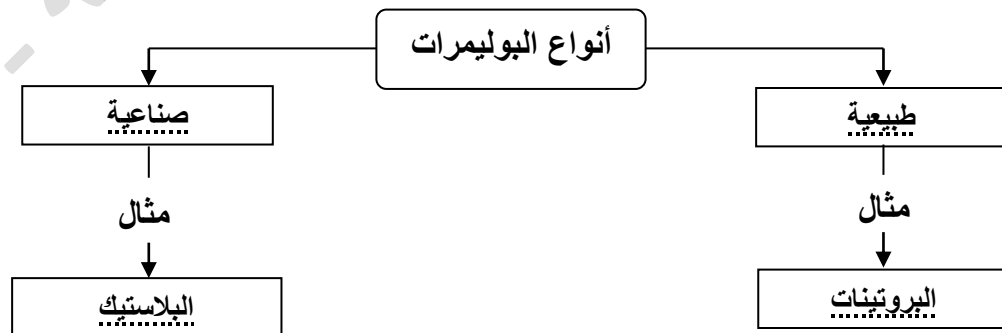 أنواع البوليمرات
طبيعية
صناعية
مثال
مثال
البروتينات
البلاستيك